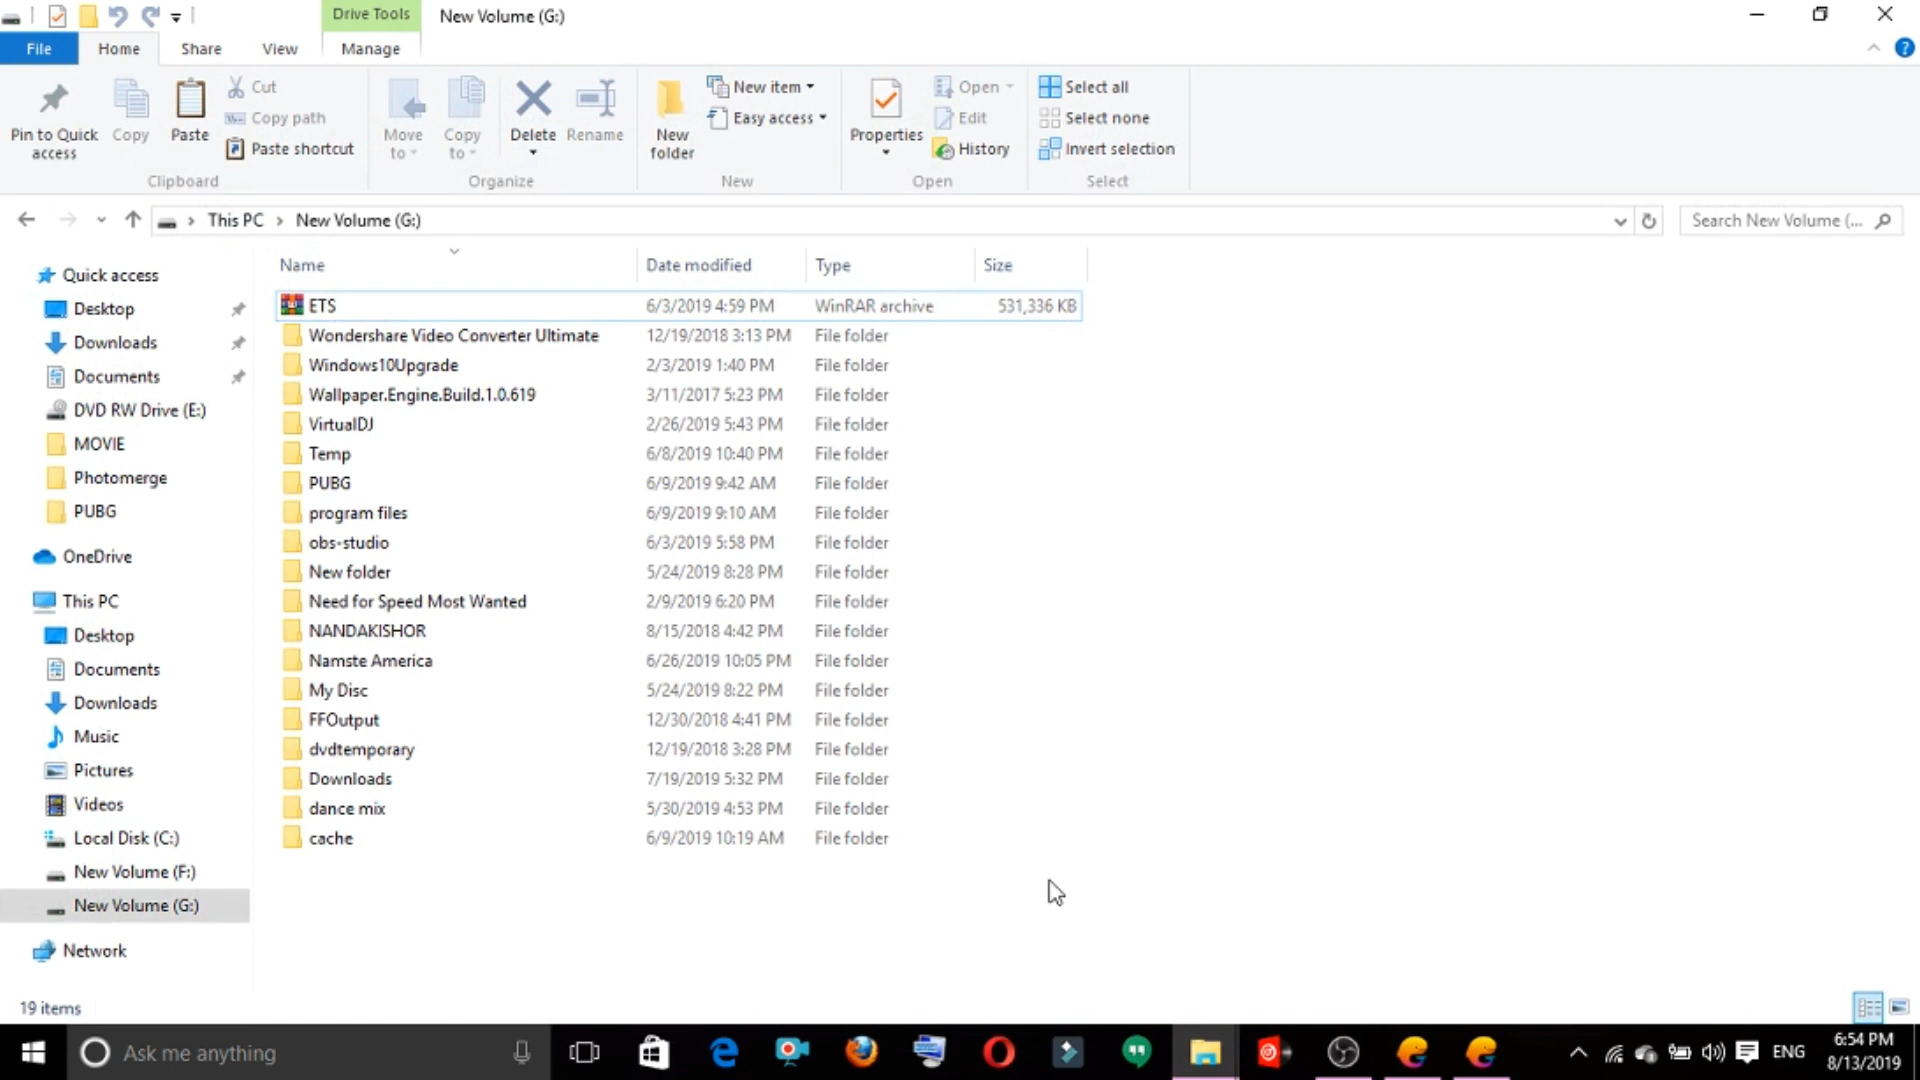 Drive Tools New Volume (G:)
File Home Share View Manage
Pin to Quick access
Copy
Paste
Cut
Copy path
Paste shortcut
Clipboard
Move to
Copy to
Delete
Rename
Organize
New folder
New item
Easy access
New
Properties
Open
Edit
History
Open
Select all
Select none
Invert selection
Select
This PC > New Volume (G:)
Search New Volume (...
Quick access
Desktop
Downloads
Documents
DVD RW Drive (E:)
MOVIE
Photomerge
PUBG
OneDrive
This PC
Desktop
Documents
Downloads
Music
Pictures
Videos
Local Disk (C:)
New Volume (F:)
New Volume (G:)
Network
Name Date modified Type Size
ETS 6/3/2019 4:59 PM WinRAR archive 531,336 KB
Wondershare Video Converter Ultimate 12/19/2018 3:13 PM File folder
Windows10Upgrade 2/3/2019 1:40 PM File folder
Wallpaper.Engine.Build.1.0.619 3/11/2017 5:23 PM File folder
VirtualDJ 2/26/2019 5:43 PM File folder
Temp 6/8/2019 10:40 PM File folder
PUBG 6/9/2019 9:42 AM File folder
program files 6/9/2019 9:10 AM File folder
obs-studio 6/3/2019 5:58 PM File folder
New folder 5/24/2019 8:28 PM File folder
Need for Speed Most Wanted 2/9/2019 6:20 PM File folder
NANDAKISHOR 8/15/2018 4:42 PM File folder
Namste America 6/26/2019 10:05 PM File folder
My Disc 5/24/2019 8:22 PM File folder
FFOutput 12/30/2018 4:41 PM File folder
dvdtemporary 12/19/2018 3:28 PM File folder
Downloads 7/19/2019 5:32 PM File folder
dance mix 5/30/2019 4:53 PM File folder
cache 6/9/2019 10:19 AM File folder
19 items
Ask me anything
ENG
6:54 PM
8/13/2019